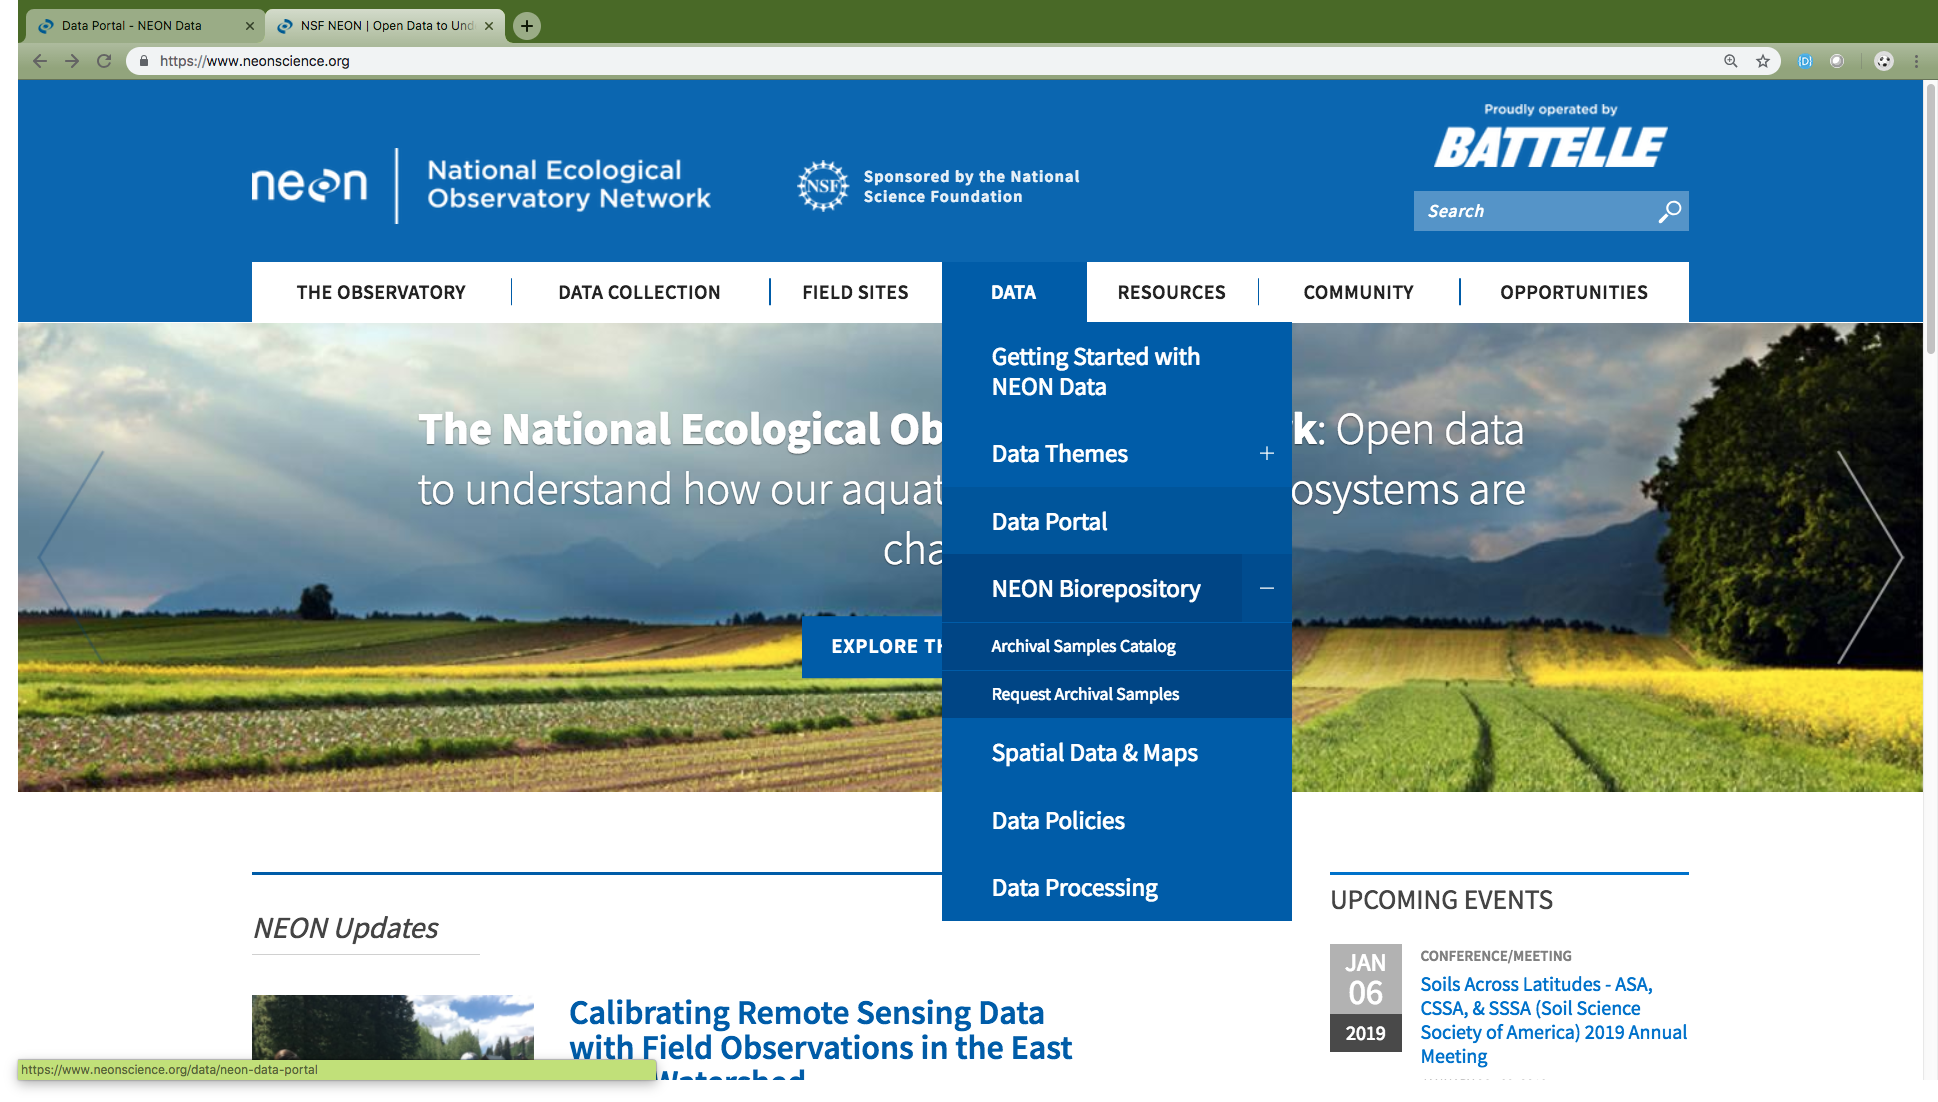 Data Portal - NEON Data
NSF NEON | Open Data to Und
https://www.neonscience.org
Proudly operated by
BATTELLE
neon
National Ecological
Observatory Network
NSF
Sponsored by the National
Science Foundation
Search
THE OBSERVATORY
DATA COLLECTION
FIELD SITES
DATA
RESOURCES
COMMUNITY
OPPORTUNITIES
Getting Started with
NEON Data
Data Themes
Data Portal
NEON Biorepository
Archival Samples Catalog
Request Archival Samples
Spatial Data & Maps
Data Policies
Data Processing
The National Ecological Ob k: Open data
to understand how our aquat osystems are
cha
EXPLORE TH
NEON Updates
Calibrating Remote Sensing Data
with Field Observations in the East
Watershed
UPCOMING EVENTS
JAN
06
2019
CONFERENCE/MEETING
Soils Across Latitudes - ASA,
CSSA, & SSSA (Soil Science
Society of America) 2019 Annual
Meeting
https://www.neonscience.org/data/neon-data-portal